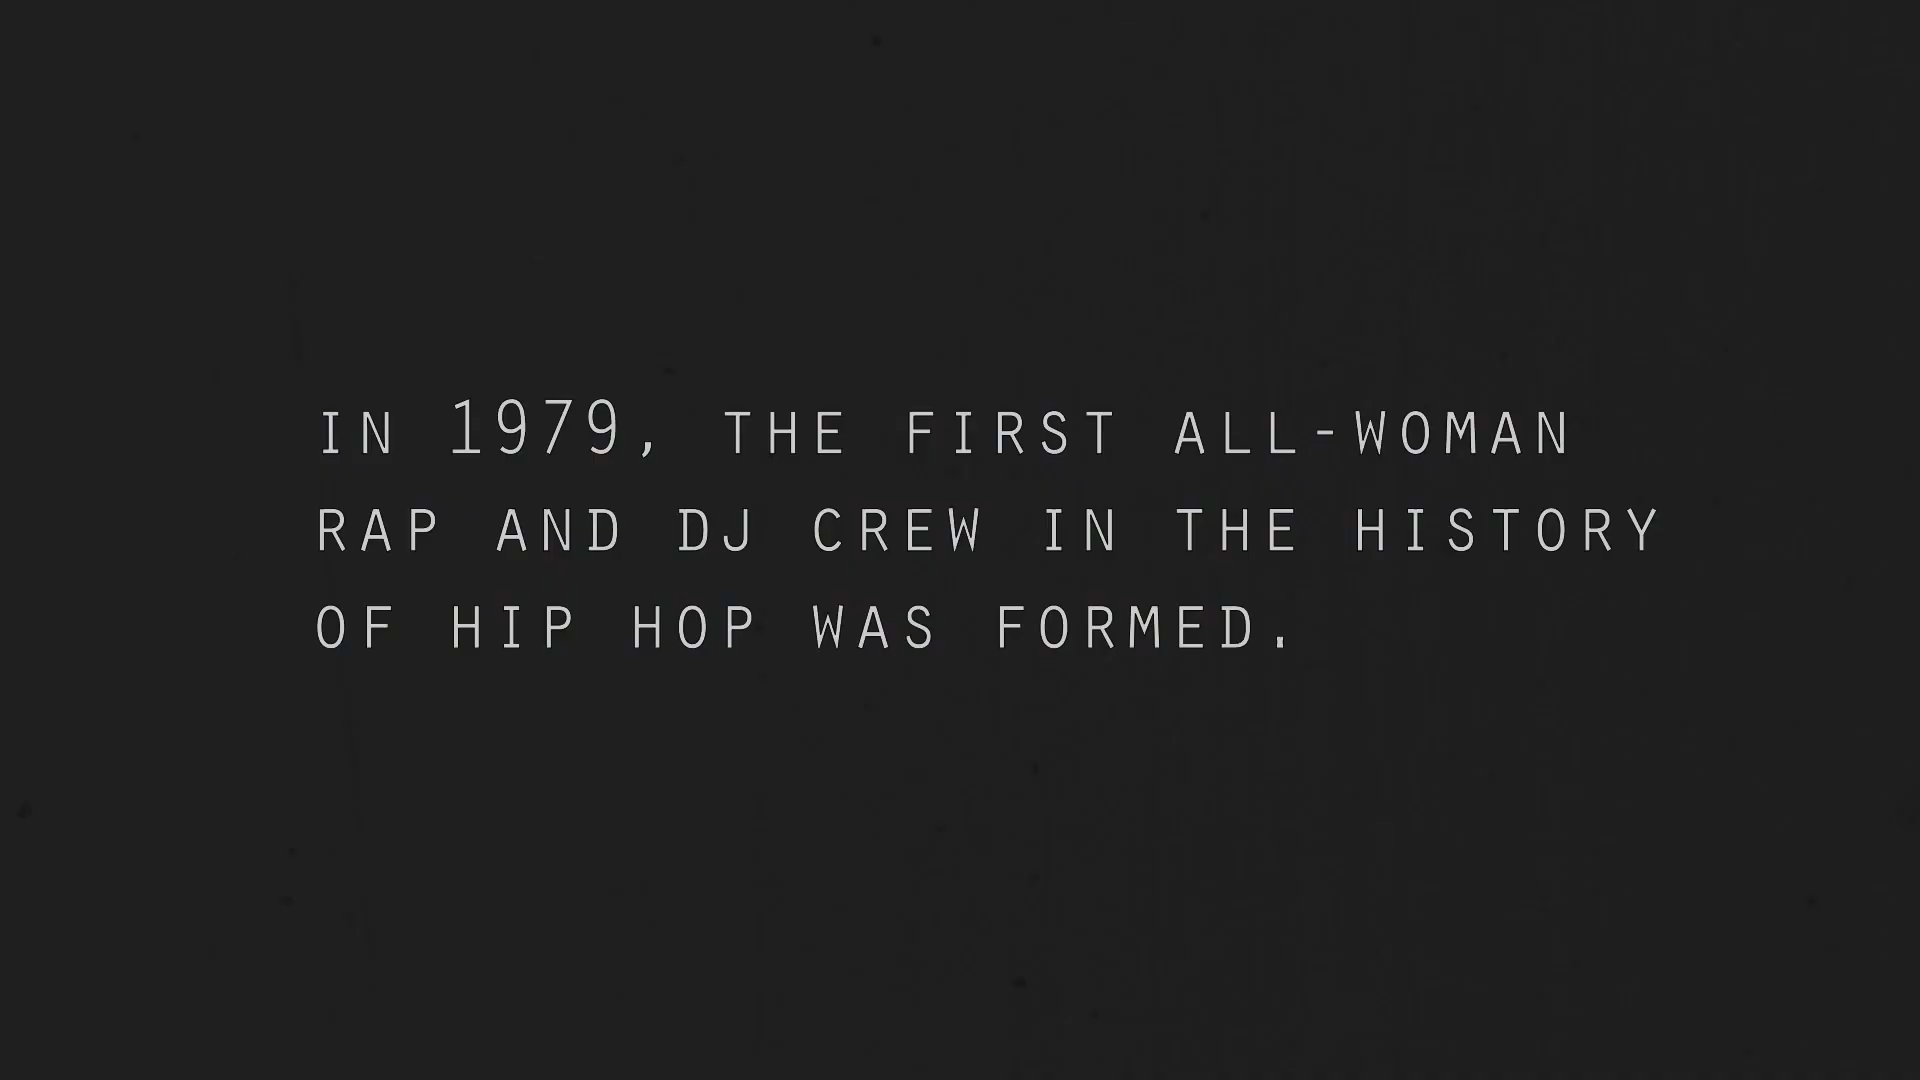 IN 1979, THE FIRST ALL-WOMAN
RAP AND DJ CREW IN THE HISTORY
OF HIP HOP WAS FORMED.